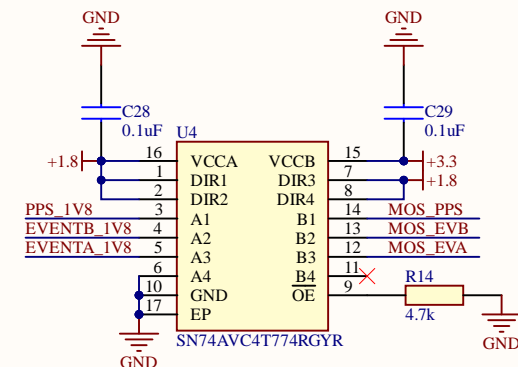 GND GND
C28 C29
0.1uF 0.1uF
U4
+1.8 16 VCCA VCCB 15 +3.3
1 DIR1 DIR3 7 +1.8
2 DIR2 DIR4 8
PPS_1V8 3 A1 B1 14 MOS_PPS
EVENTB_1V8 4 A2 B2 13 MOS_EVB
EVENTA_1V8 5 A3 B3 12 MOS_EVA
6 A4 B4 11 R14
10 GND OE 9
17 EP 4.7k
SN74AVC4T774RGYR GND
GND